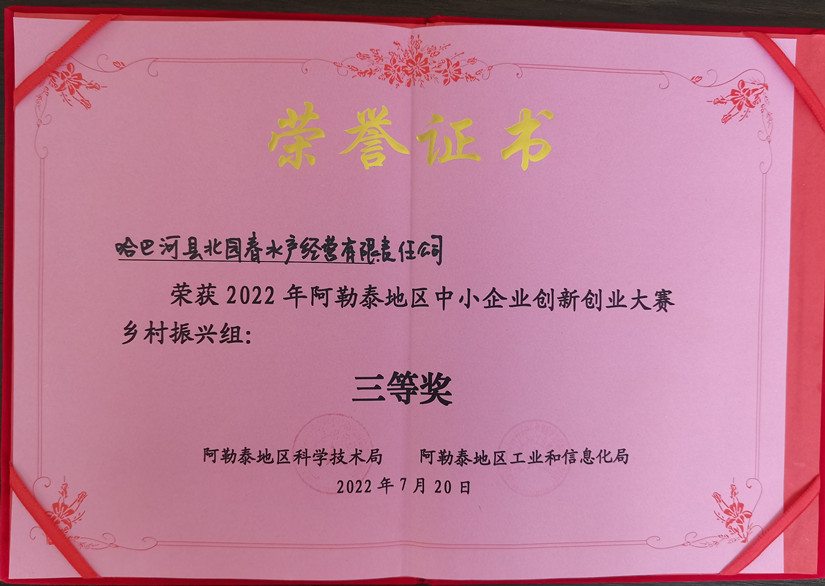 荣誉证书
哈巴河县北国春水产经营有限责任公司
荣获2022年阿勒泰地区中小企业创新创业大赛
乡村振兴组：
三等奖
阿勒泰地区科学技术局 阿勒泰地区工业和信息化局
2022年7月20日